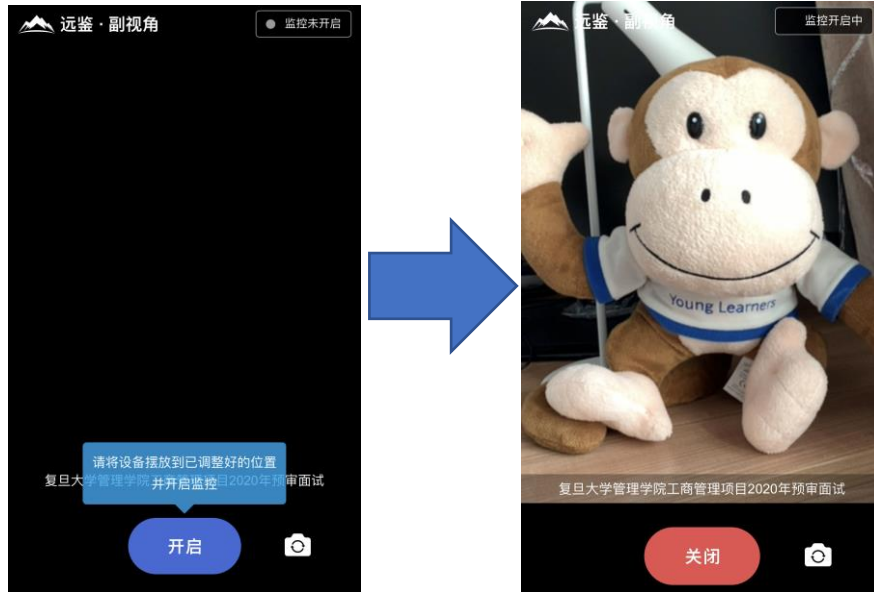 远鉴·副视角
监控未开启
请将设备摆放到已调整好的位置
并开启监控
复旦大学管理学院工商管理项目2020年预审面试
开启
远鉴·副视角
监控开启中
Young Learners
复旦大学管理学院工商管理项目2020年预审面试
关闭